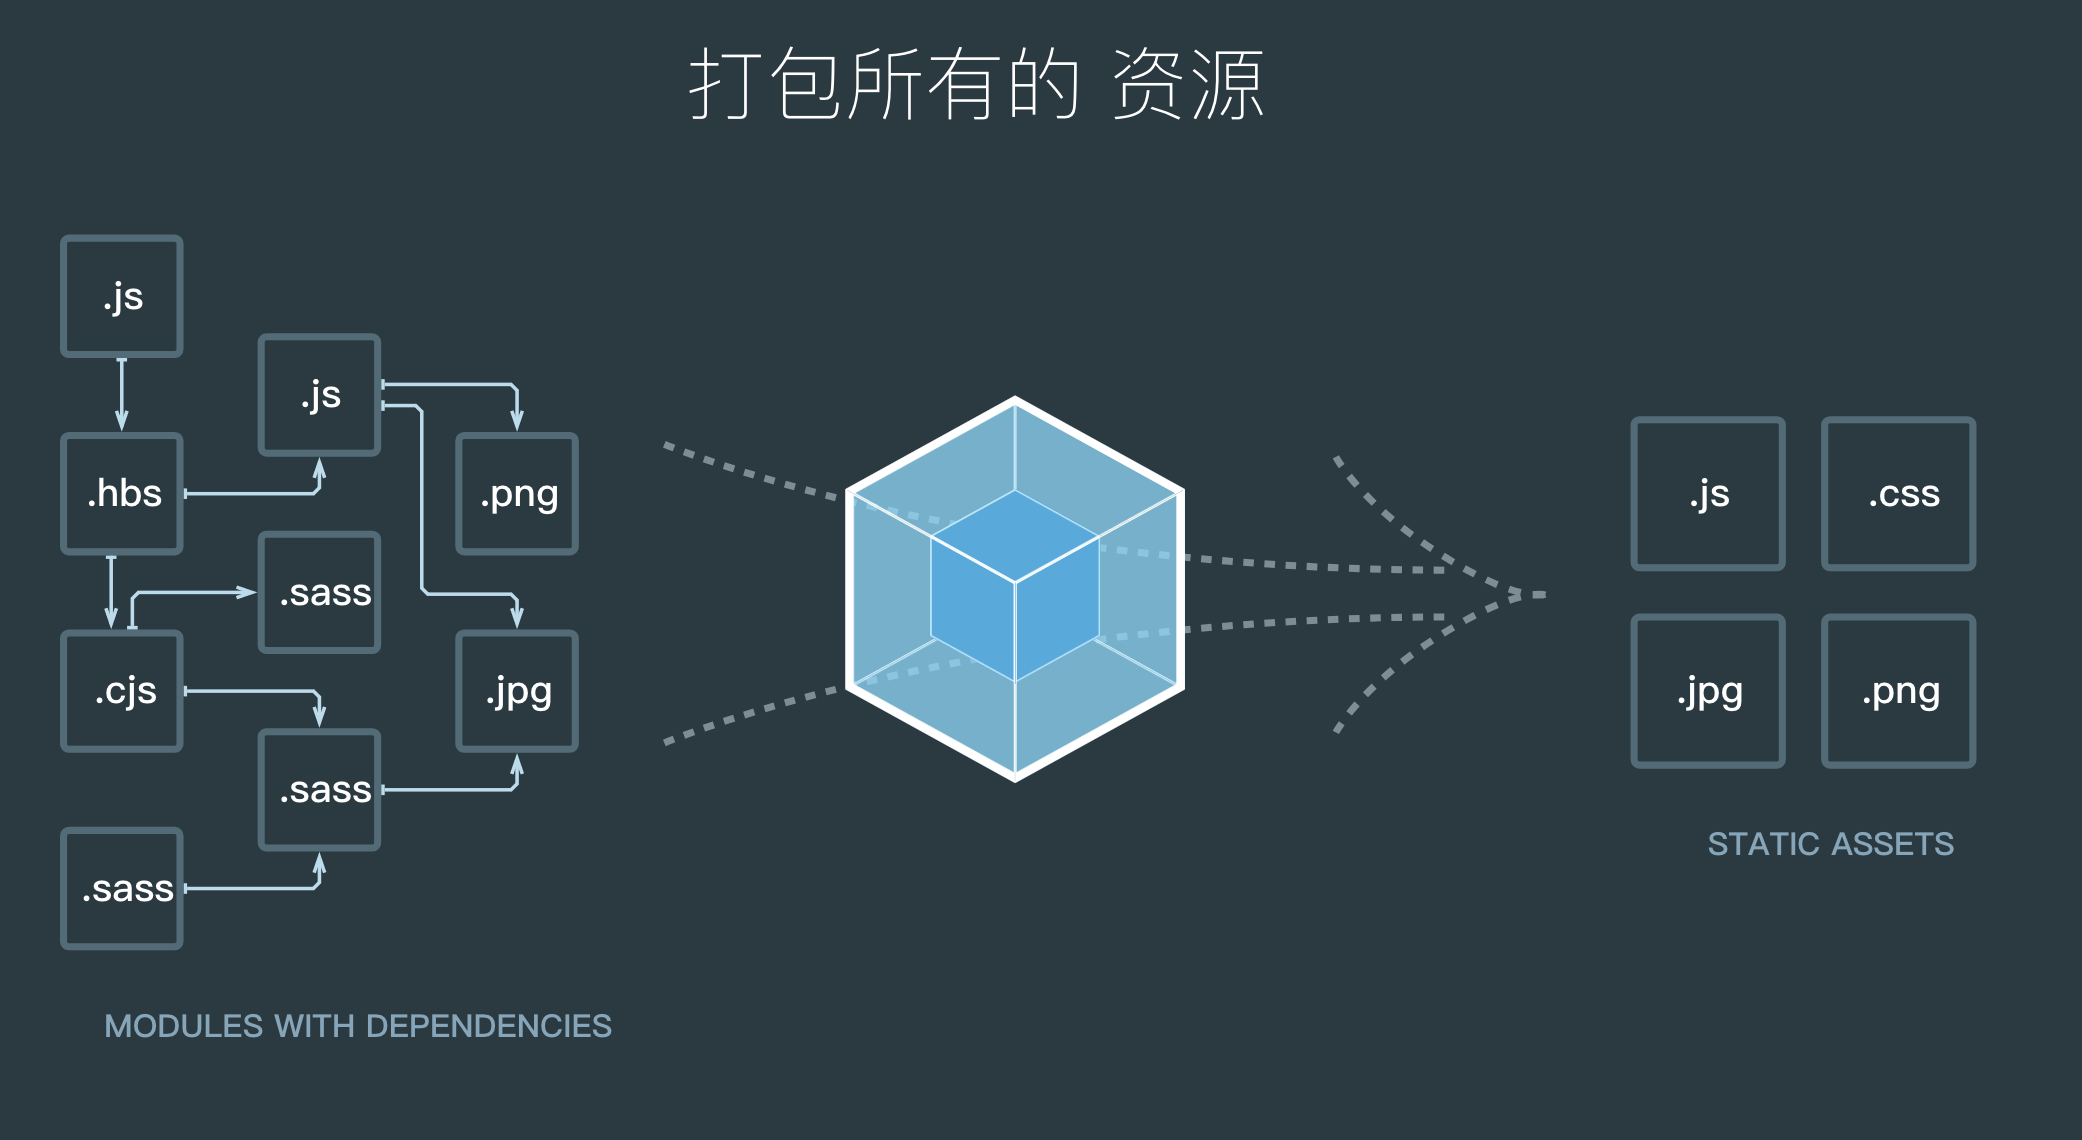 打包所有的 资源
.js
.js
.hbs
.png
.sass
.cjs
.jpg
.sass
.sass
MODULES WITH DEPENDENCIES
.js
.css
.jpg
.png
STATIC ASSETS